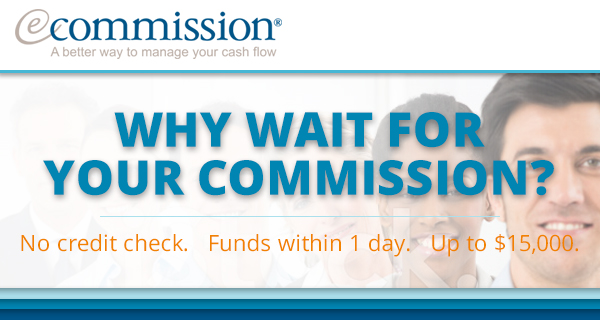 ecommission®
A better way to manage your cash flow
WHY WAIT FOR
YOUR COMMISSION?
No credit check. Funds within 1 day. Up to $15,000.